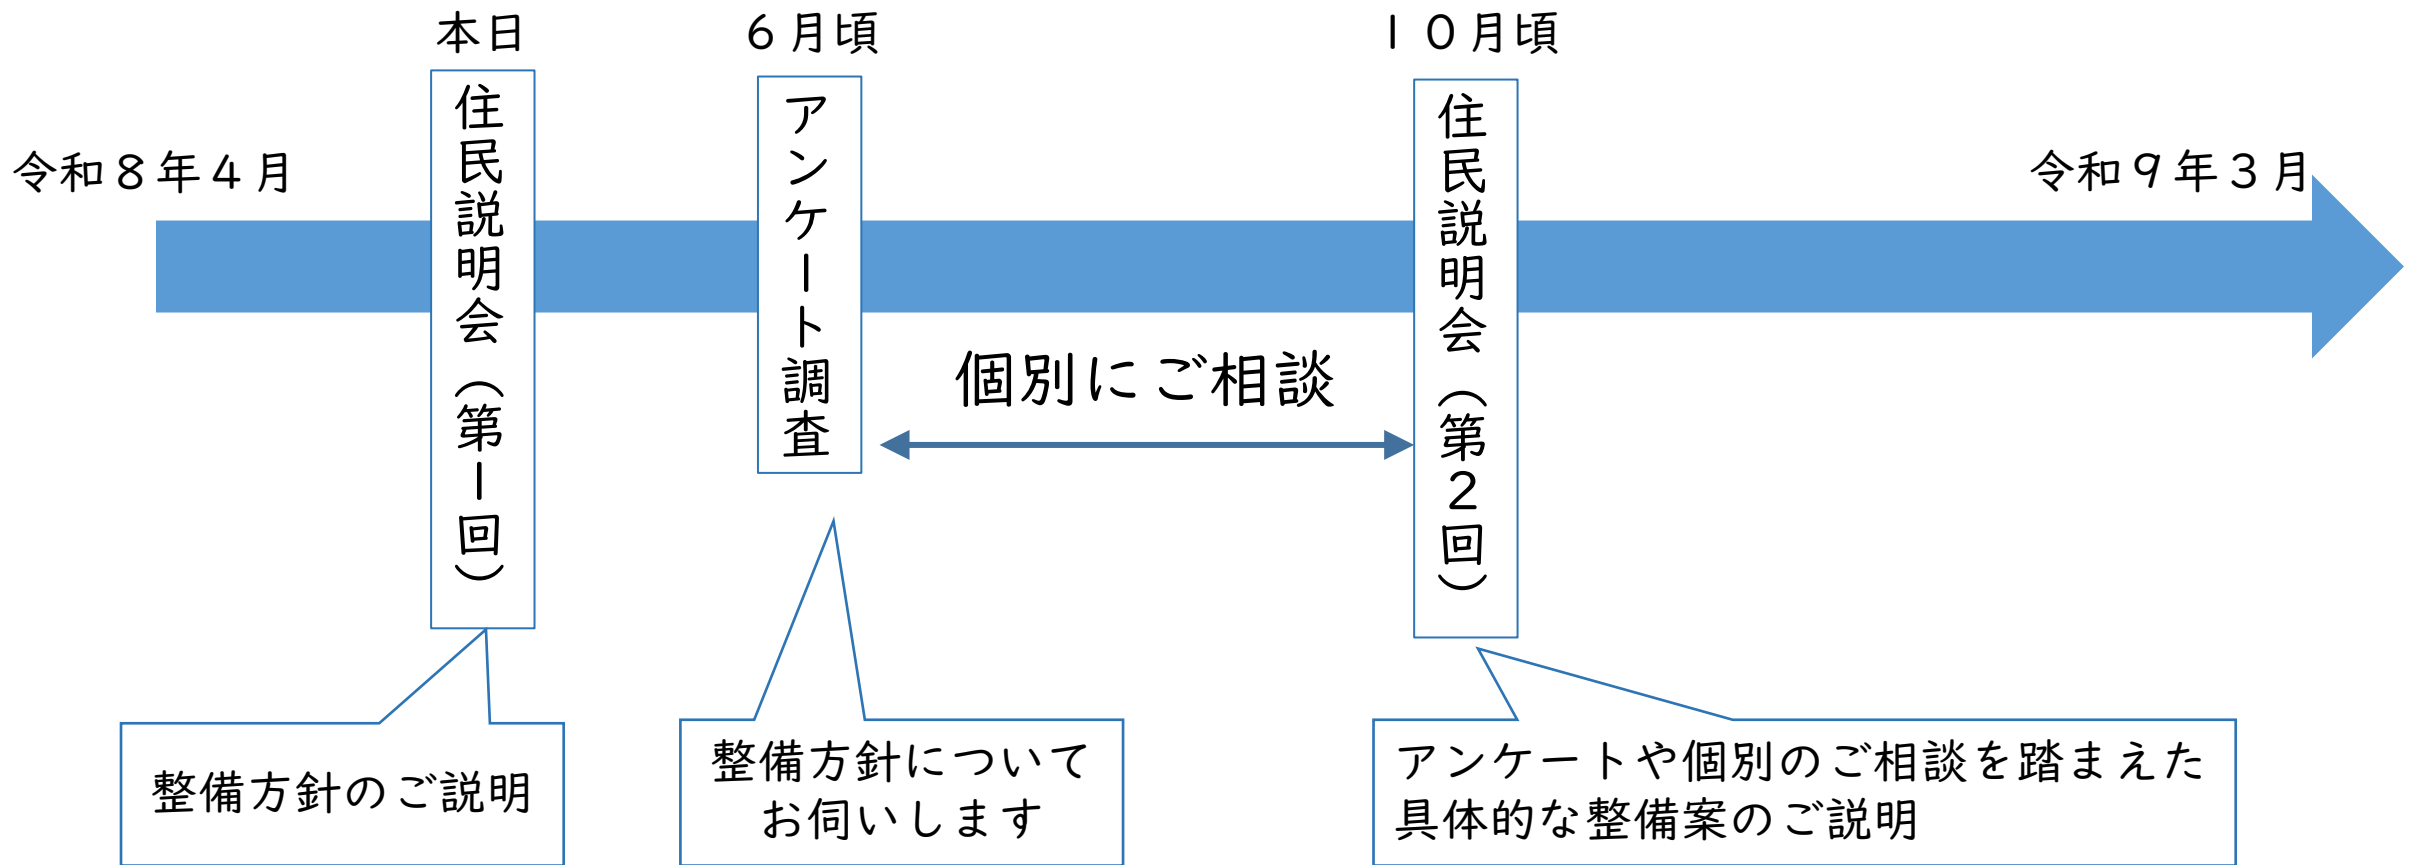 本日
６月頃
１０月頃
令和８年４月
令和９年３月
住民説明会（第１回）
アンケート調査
住民説明会（第２回）
個別にご相談
整備方針のご説明
整備方針について
お伺いします
アンケートや個別のご相談を踏まえた
具体的な整備案のご説明